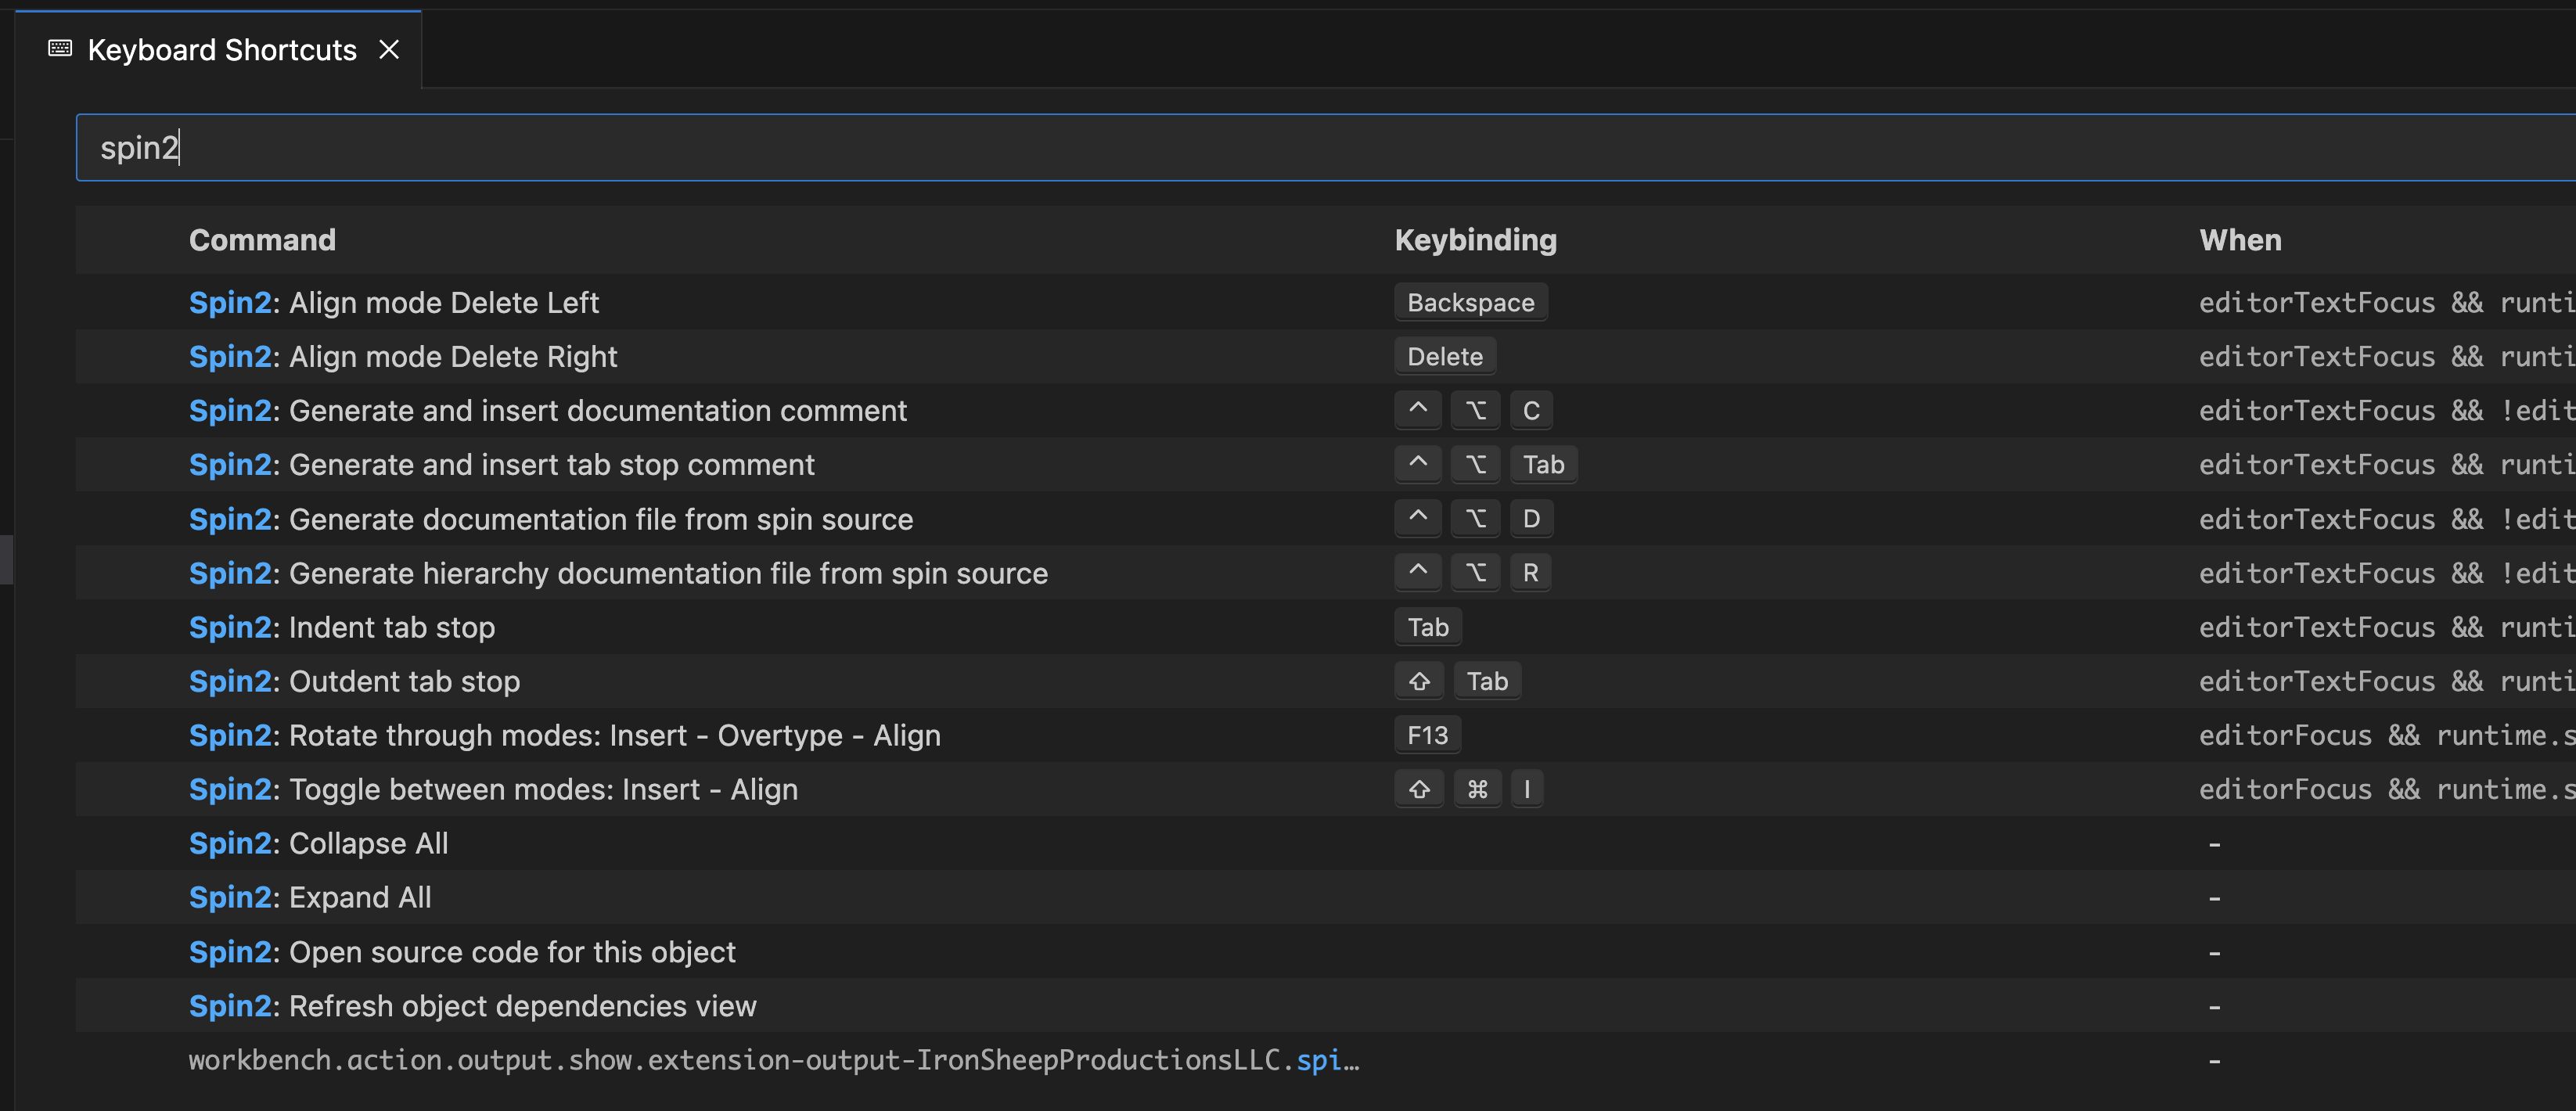 Keyboard Shortcuts
spin2
Command Keybinding When
Spin2: Align mode Delete Left Backspace editorTextFocus && runti
Spin2: Align mode Delete Right Delete editorTextFocus && runti
Spin2: Generate and insert documentation comment ^ ⌥ C editorTextFocus && !edit
Spin2: Generate and insert tab stop comment ^ ⌥ Tab editorTextFocus && runti
Spin2: Generate documentation file from spin source ^ ⌥ D editorTextFocus && !edit
Spin2: Generate hierarchy documentation file from spin source ^ ⌥ R editorTextFocus && !edit
Spin2: Indent tab stop Tab editorTextFocus && runti
Spin2: Outdent tab stop ⇧ Tab editorTextFocus && runti
Spin2: Rotate through modes: Insert - Overtype - Align F13 editorFocus && runtime.s
Spin2: Toggle between modes: Insert - Align ⇧ ⌘ I editorFocus && runtime.s
Spin2: Collapse All -
Spin2: Expand All -
Spin2: Open source code for this object -
Spin2: Refresh object dependencies view -
workbench.action.output.show.extension-output-IronSheepProductionsLLC.spi… -